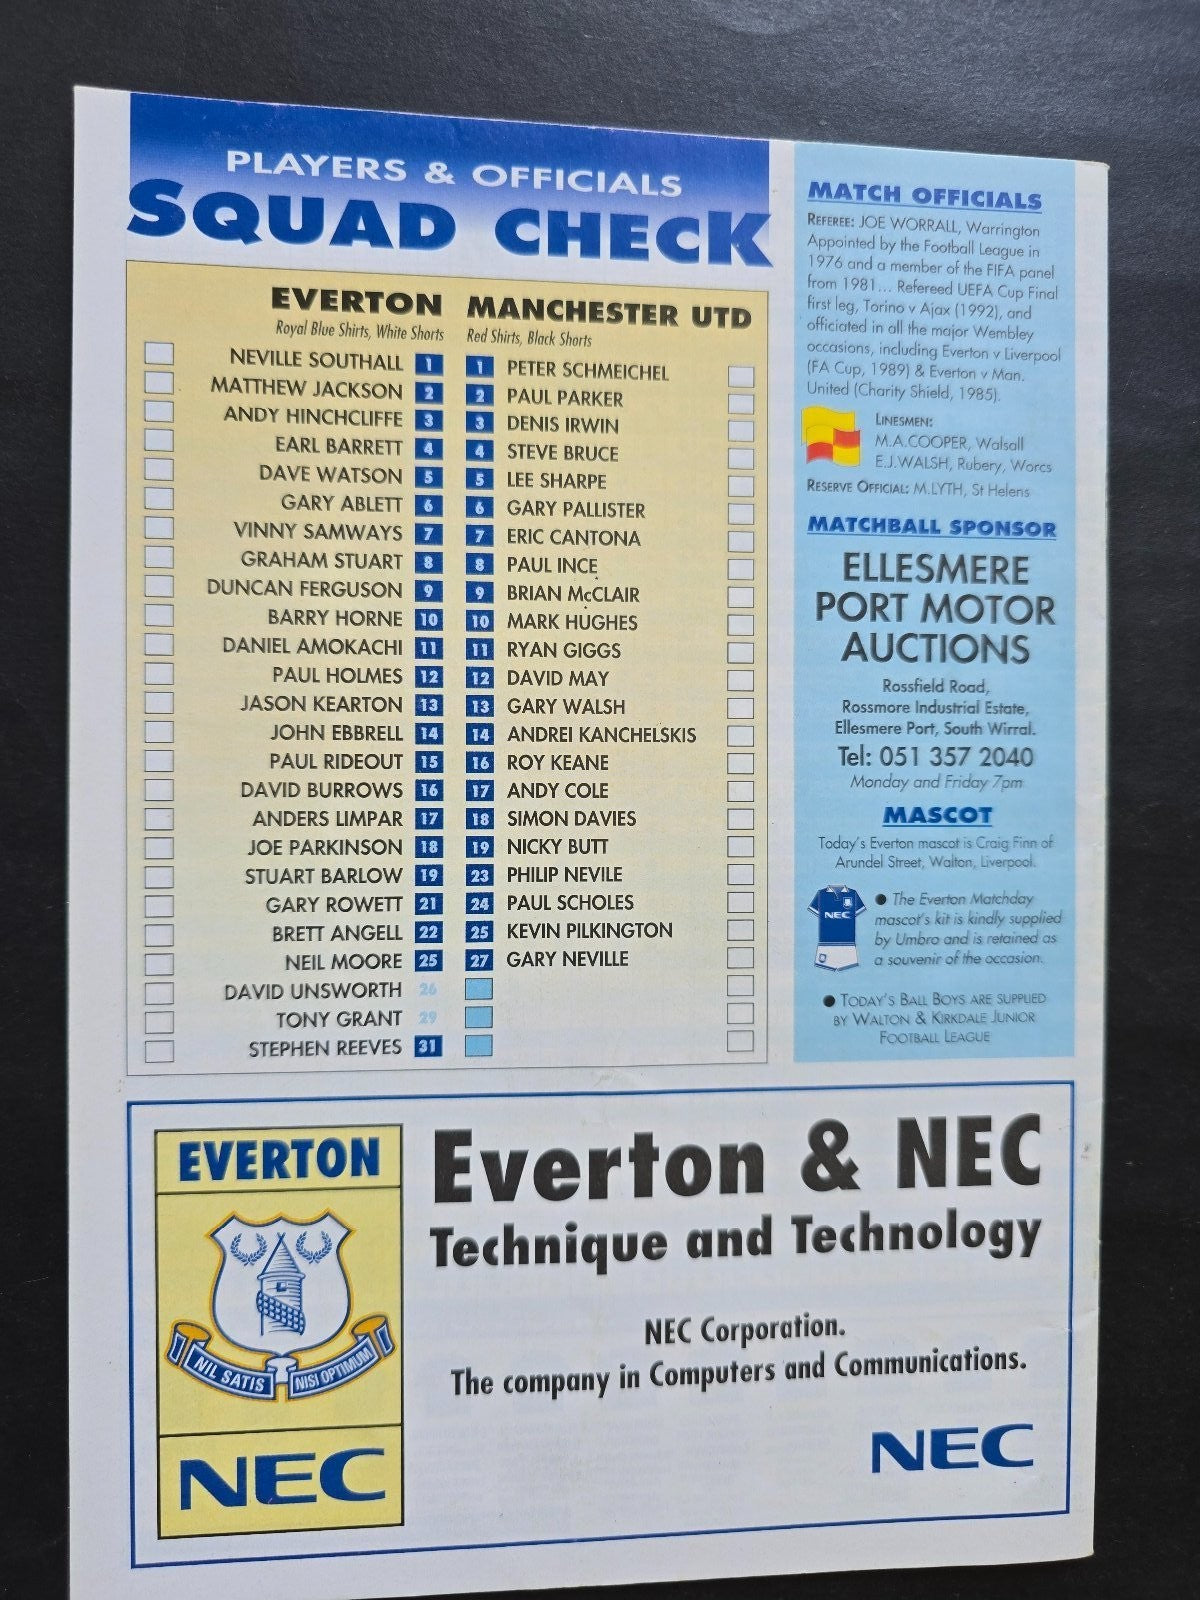 PLAYERS & OFFICIALS
SQUAD CHECK
EVERTON
Royal Blue Shirts, White Shorts
NEVILLE SOUTHALL 1
MATTHEW JACKSON 2
ANDY HINCHCLIFFE 3
EARL BARRETT 4
DAVE WATSON 5
GARY ABLETT 6
VINNY SAMWAYS 7
GRAHAM STUART 8
DUNCAN FERGUSON 9
BARRY HORNE 10
DANIEL AMOKACHI 11
PAUL HOLMES 12
JASON KEARTON 13
JOHN EBBRELL 14
PAUL RIDEOUT 15
DAVID BURROWS 16
ANDERS LIMPAR 17
JOE PARKINSON 18
STUART BARLOW 19
GARY ROWETT 21
BRETT ANGELL 22
NEIL MOORE 25
DAVID UNSWORTH 26
TONY GRANT 29
STEPHEN REEVES 31
MANCHESTER UTD
Red Shirts, Black Shorts
1 PETER SCHMEICHEL
2 PAUL PARKER
3 DENIS IRWIN
4 STEVE BRUCE
5 LEE SHARPE
6 GARY PALLISTER
7 ERIC CANTONA
8 PAUL INCE
9 BRIAN McCLAIR
10 MARK HUGHES
11 RYAN GIGGS
12 DAVID MAY
13 GARY WALSH
14 ANDREI KANCHELSKIS
16 ROY KEANE
17 ANDY COLE
18 SIMON DAVIES
19 NICKY BUTT
23 PHILIP NEVILE
24 PAUL SCHOLES
25 KEVIN PILKINGTON
27 GARY NEVILLE
MATCH OFFICIALS
REFEREE: JOE WORRALL, Warrington
Appointed by the Football League in
1976 and a member of the FIFA panel
from 1981... Refereed UEFA Cup Final
first leg, Torino v Ajax (1992), and
officiated in all the major Wembley
occasions, including Everton v Liverpool
(FA Cup, 1989) & Everton v Man.
United (Charity Shield, 1985).
LINESMEN:
M.A.COOPER, Walsall
E.J.WALSH, Rubery, Worcs
RESERVE OFFICIAL: M.LYTH, St Helens
MATCHBALL SPONSOR
ELLESMERE
PORT MOTOR
AUCTIONS
Rossfield Road,
Rossmore Industrial Estate,
Ellesmere Port, South Wirral.
Tel: 051 357 2040
Monday and Friday 7pm
MASCOT
Today's Everton mascot is Craig Finn of
Arundel Street, Walton, Liverpool.
NEC
● The Everton Matchday
mascot's kit is kindly supplied
by Umbro and is retained as
a souvenir of the occasion.
● TODAY'S BALL BOYS ARE SUPPLIED
BY WALTON & KIRKDALE JUNIOR
FOOTBALL LEAGUE
EVERTON
NIL SATIS NISI OPTIMUM
NEC
Everton & NEC
Technique and Technology
NEC Corporation.
The company in Computers and Communications.
NEC